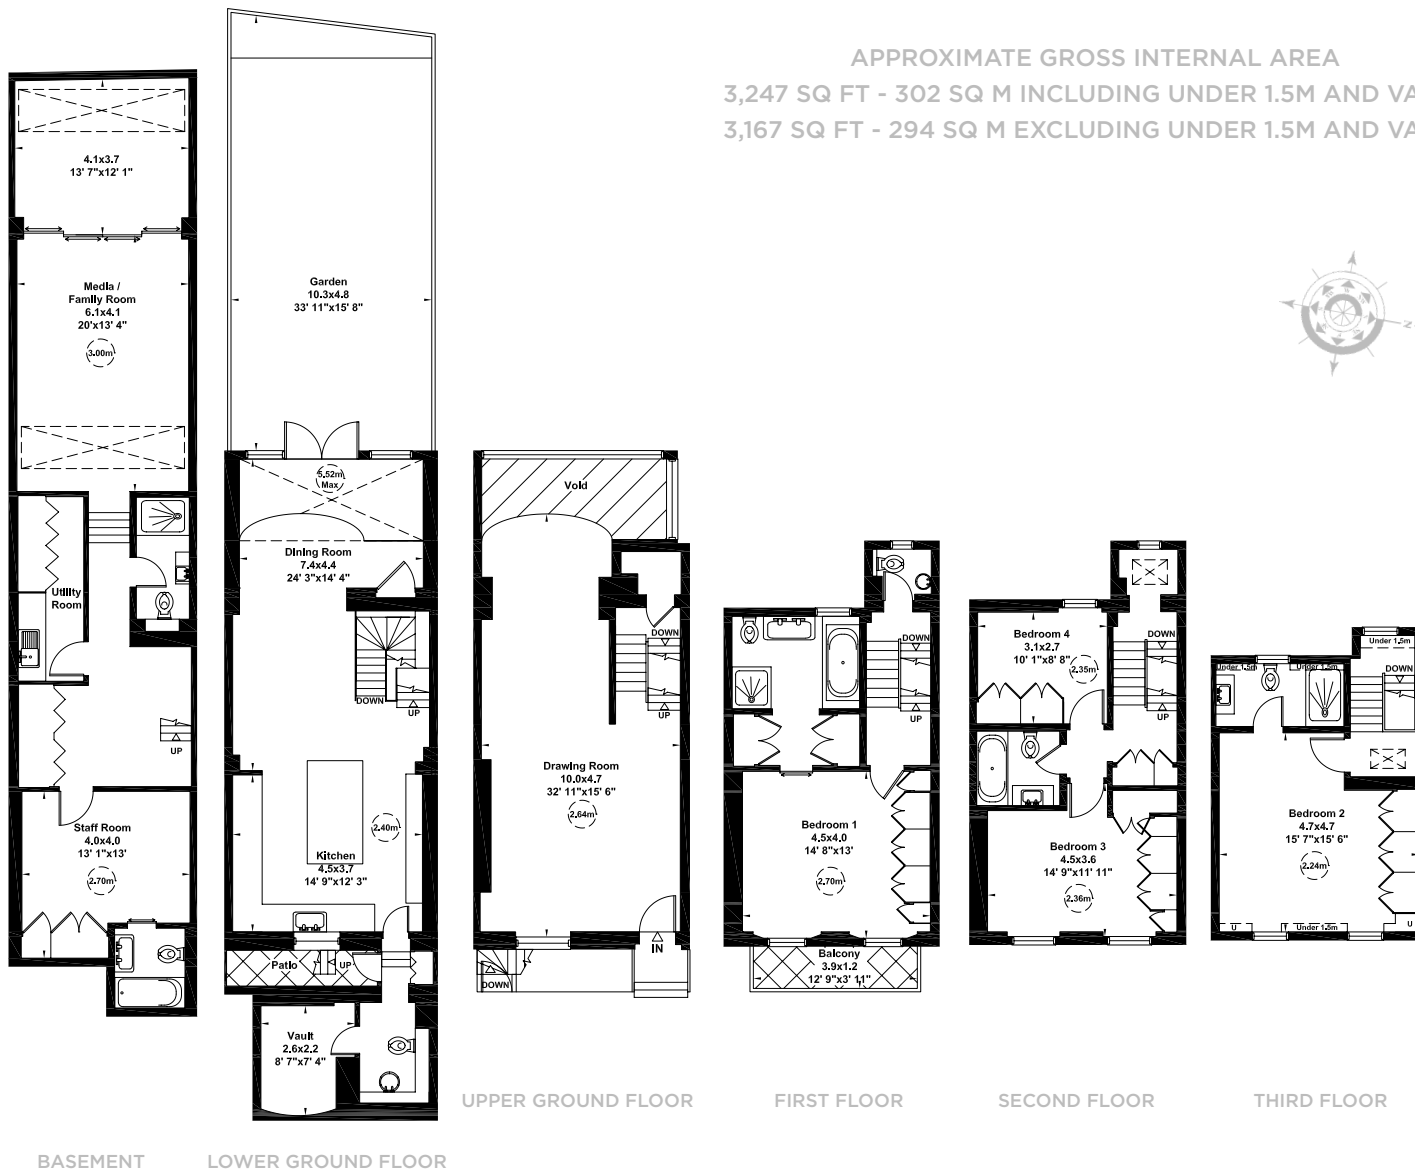 APPROXIMATE GROSS INTERNAL AREA
3,247 SQ FT - 302 SQ M INCLUDING UNDER 1.5M AND VA
3,167 SQ FT - 294 SQ M EXCLUDING UNDER 1.5M AND VA
4.1x3.7
13' 7"x12' 1"
Media /
Family Room
6.1x4.1
20'x13' 4"
3.00m
Utility
Room
UP
Staff Room
4.0x4.0
13' 1"x13'
2.70m
BASEMENT
Garden
10.3x4.8
33' 11"x15' 8"
5.52m
Max
Dining Room
7.4x4.4
24' 3"x14' 4"
DOWN
UP
2.40m
Kitchen
4.5x3.7
14' 9"x12' 3"
Patio
UP
Vault
2.6x2.2
8' 7"x7' 4"
LOWER GROUND FLOOR
Void
DOWN
UP
Drawing Room
10.0x4.7
32' 11"x15' 6"
2.64m
IN
DOWN
UPPER GROUND FLOOR
DOWN
UP
Bedroom 1
4.5x4.0
14' 8"x13'
2.70m
Balcony
3.9x1.2
12' 9"x3' 11"
FIRST FLOOR
Bedroom 4
3.1x2.7
10' 1"x8' 8"
2.35m
DOWN
UP
Bedroom 3
4.5x3.6
14' 9"x11' 11"
2.36m
SECOND FLOOR
Under 1.5m
Under 1.5m
Under 1.5m
DOWN
Bedroom 2
4.7x4.7
15' 7"x15' 6"
2.24m
U
Under 1.5m
U
THIRD FLOOR
N